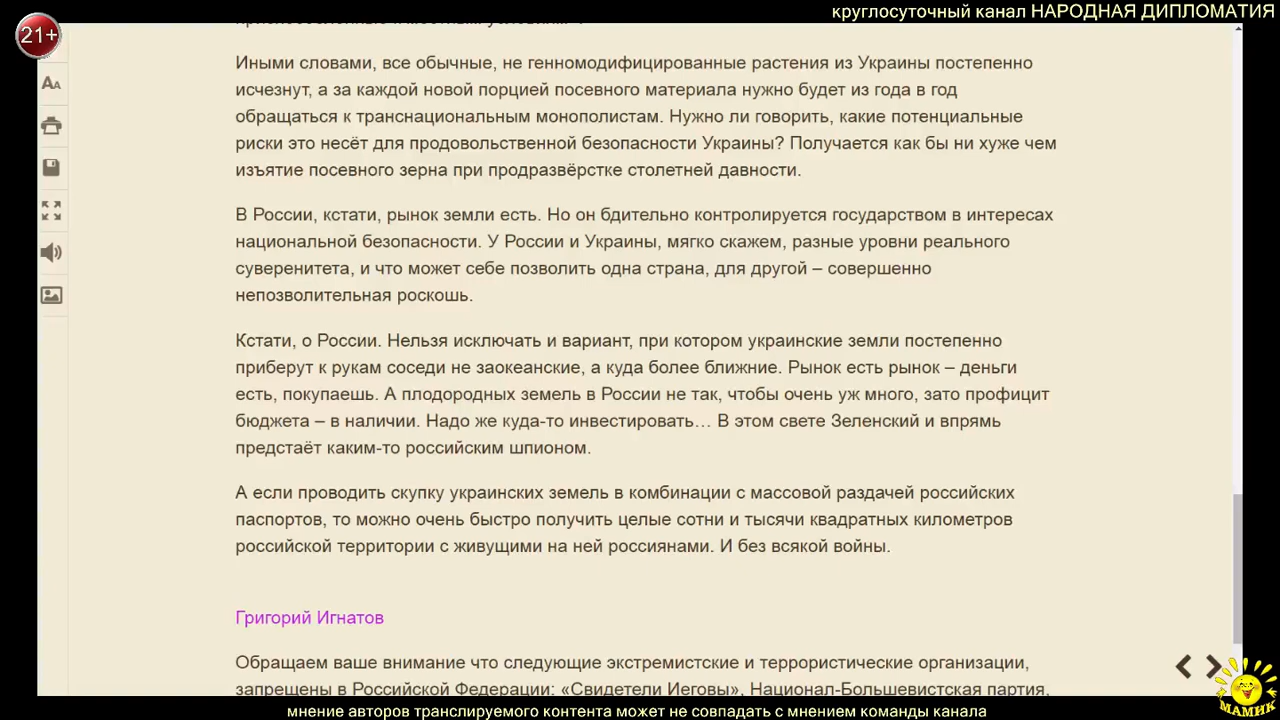 круглосуточный канал НАРОДНАЯ ДИПЛОМАТИЯ
21+
Иными словами, все обычные, не генномодифицированные растения из Украины постепенно
исчезнут, а за каждой новой порцией посевного материала нужно будет из года в год
обращаться к транснациональным монополистам. Нужно ли говорить, какие потенциальные
риски это несёт для продовольственной безопасности Украины? Получается как бы ни хуже чем
изъятие посевного зерна при продразвёрстке столетней давности.
В России, кстати, рынок земли есть. Но он бдительно контролируется государством в интересах
национальной безопасности. У России и Украины, мягко скажем, разные уровни реального
суверенитета, и что может себе позволить одна страна, для другой – совершенно
непозволительная роскошь.
Кстати, о России. Нельзя исключать и вариант, при котором украинские земли постепенно
приберут к рукам соседи не заокеанские, а куда более ближние. Рынок есть рынок – деньги
есть, покупаешь. А плодородных земель в России не так, чтобы очень уж много, зато профицит
бюджета – в наличии. Надо же куда-то инвестировать… В этом свете Зеленский и впрямь
предстаёт каким-то российским шпионом.
А если проводить скупку украинских земель в комбинации с массовой раздачей российских
паспортов, то можно очень быстро получить целые сотни и тысячи квадратных километров
российской территории с живущими на ней россиянами. И без всякой войны.
Григорий Игнатов
Обращаем ваше внимание что следующие экстремистские и террористические организации,
запрещены в Российской Федерации: «Свидетели Иеговы», Национал-Большевистская партия,
МАМИК
мнение авторов транслируемого контента может не совпадать с мнением команды канала